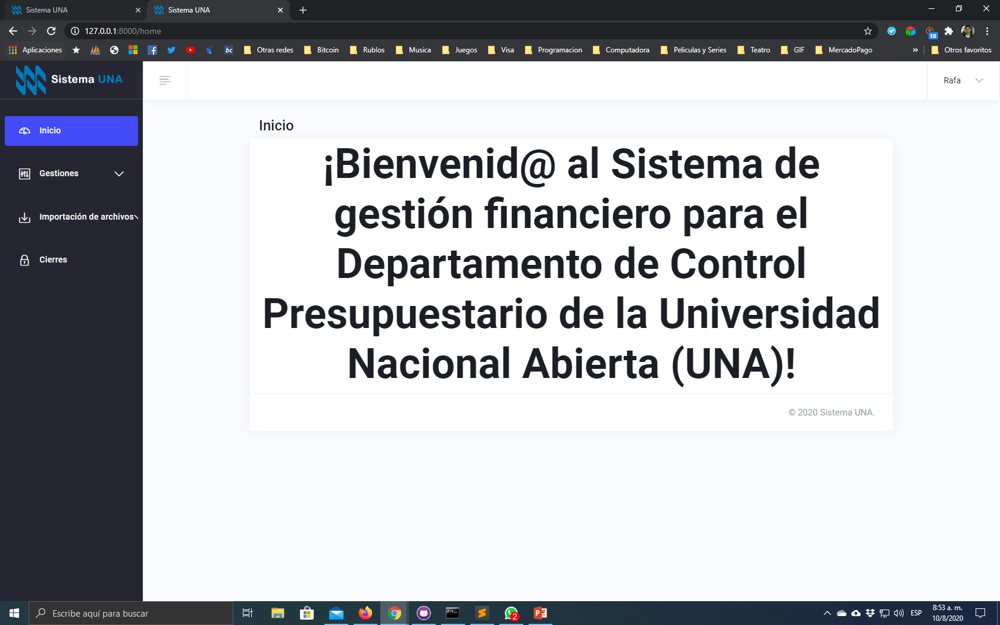 Sistema UNA
Sistema UNA
127.0.0.1:8000/home
10
Aplicaciones
bc
Otras redes
Bitcoin
Rublos
Musica
Juegos
Visa
Programacion
Computadora
Peliculas y Series
Teatro
GIF
MercadoPago
»
Otros favoritos
Sistema UNA
Rafa
Inicio
Gestiones
Importación de archivos
Cierres
Inicio
¡Bienvenid@ al Sistema de
gestión financiero para el
Departamento de Control
Presupuestario de la Universidad
Nacional Abierta (UNA)!
© 2020 Sistema UNA.
Escribe aquí para buscar
2
ESP
8:53 a. m.
10/8/2020